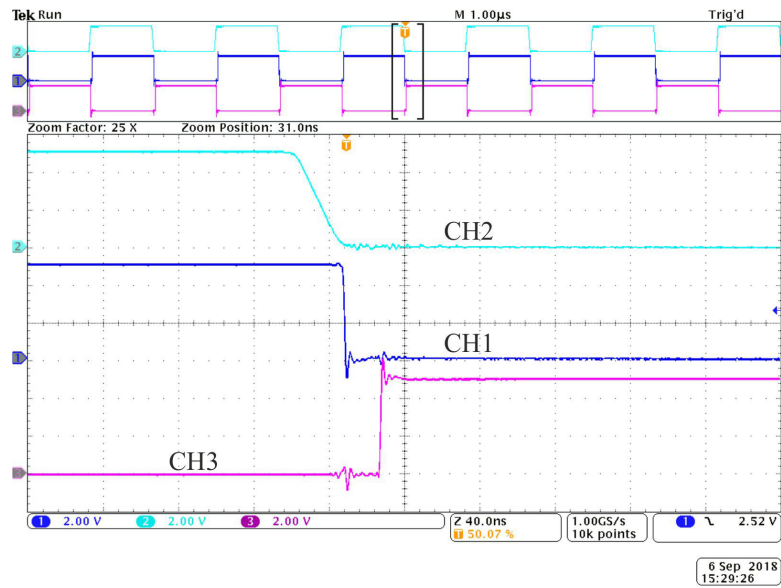 Tek Run M 1.00µs Trig'd
T
2
1
3
Zoom Factor: 25 X Zoom Position: 31.0ns
T
2
CH2
1
CH1
CH3
3
1 2.00 V 2 2.00 V 3 2.00 V
Z 40.0ns 1.00GS/s 1 2.52 V
T 50.07 % 10k points
6 Sep 2018
15:29:26